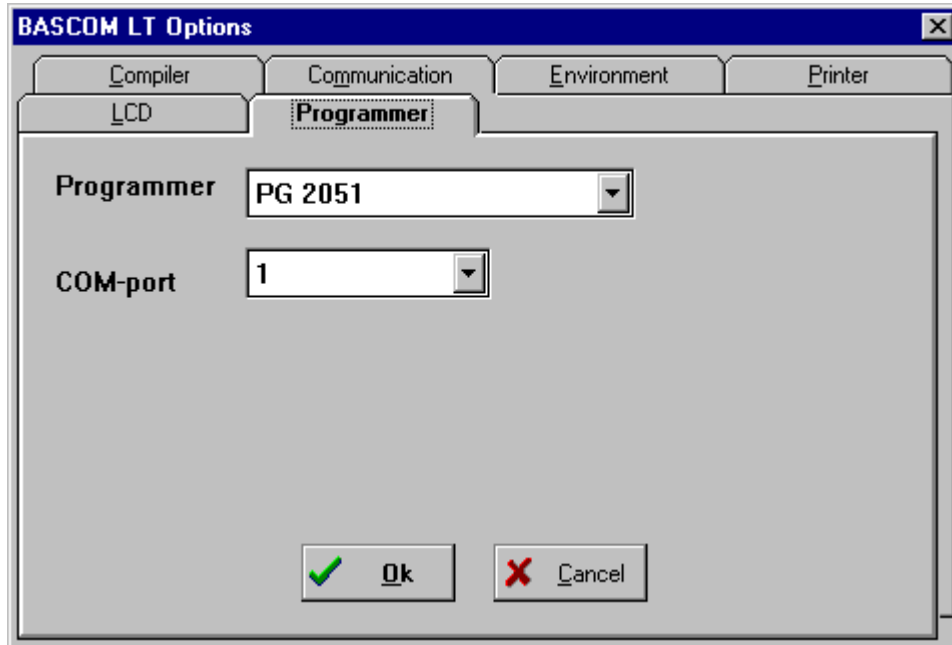 BASCOM LT Options
Compiler Communication Environment Printer
LCD Programmer
Programmer PG 2051
COM-port 1
Ok Cancel